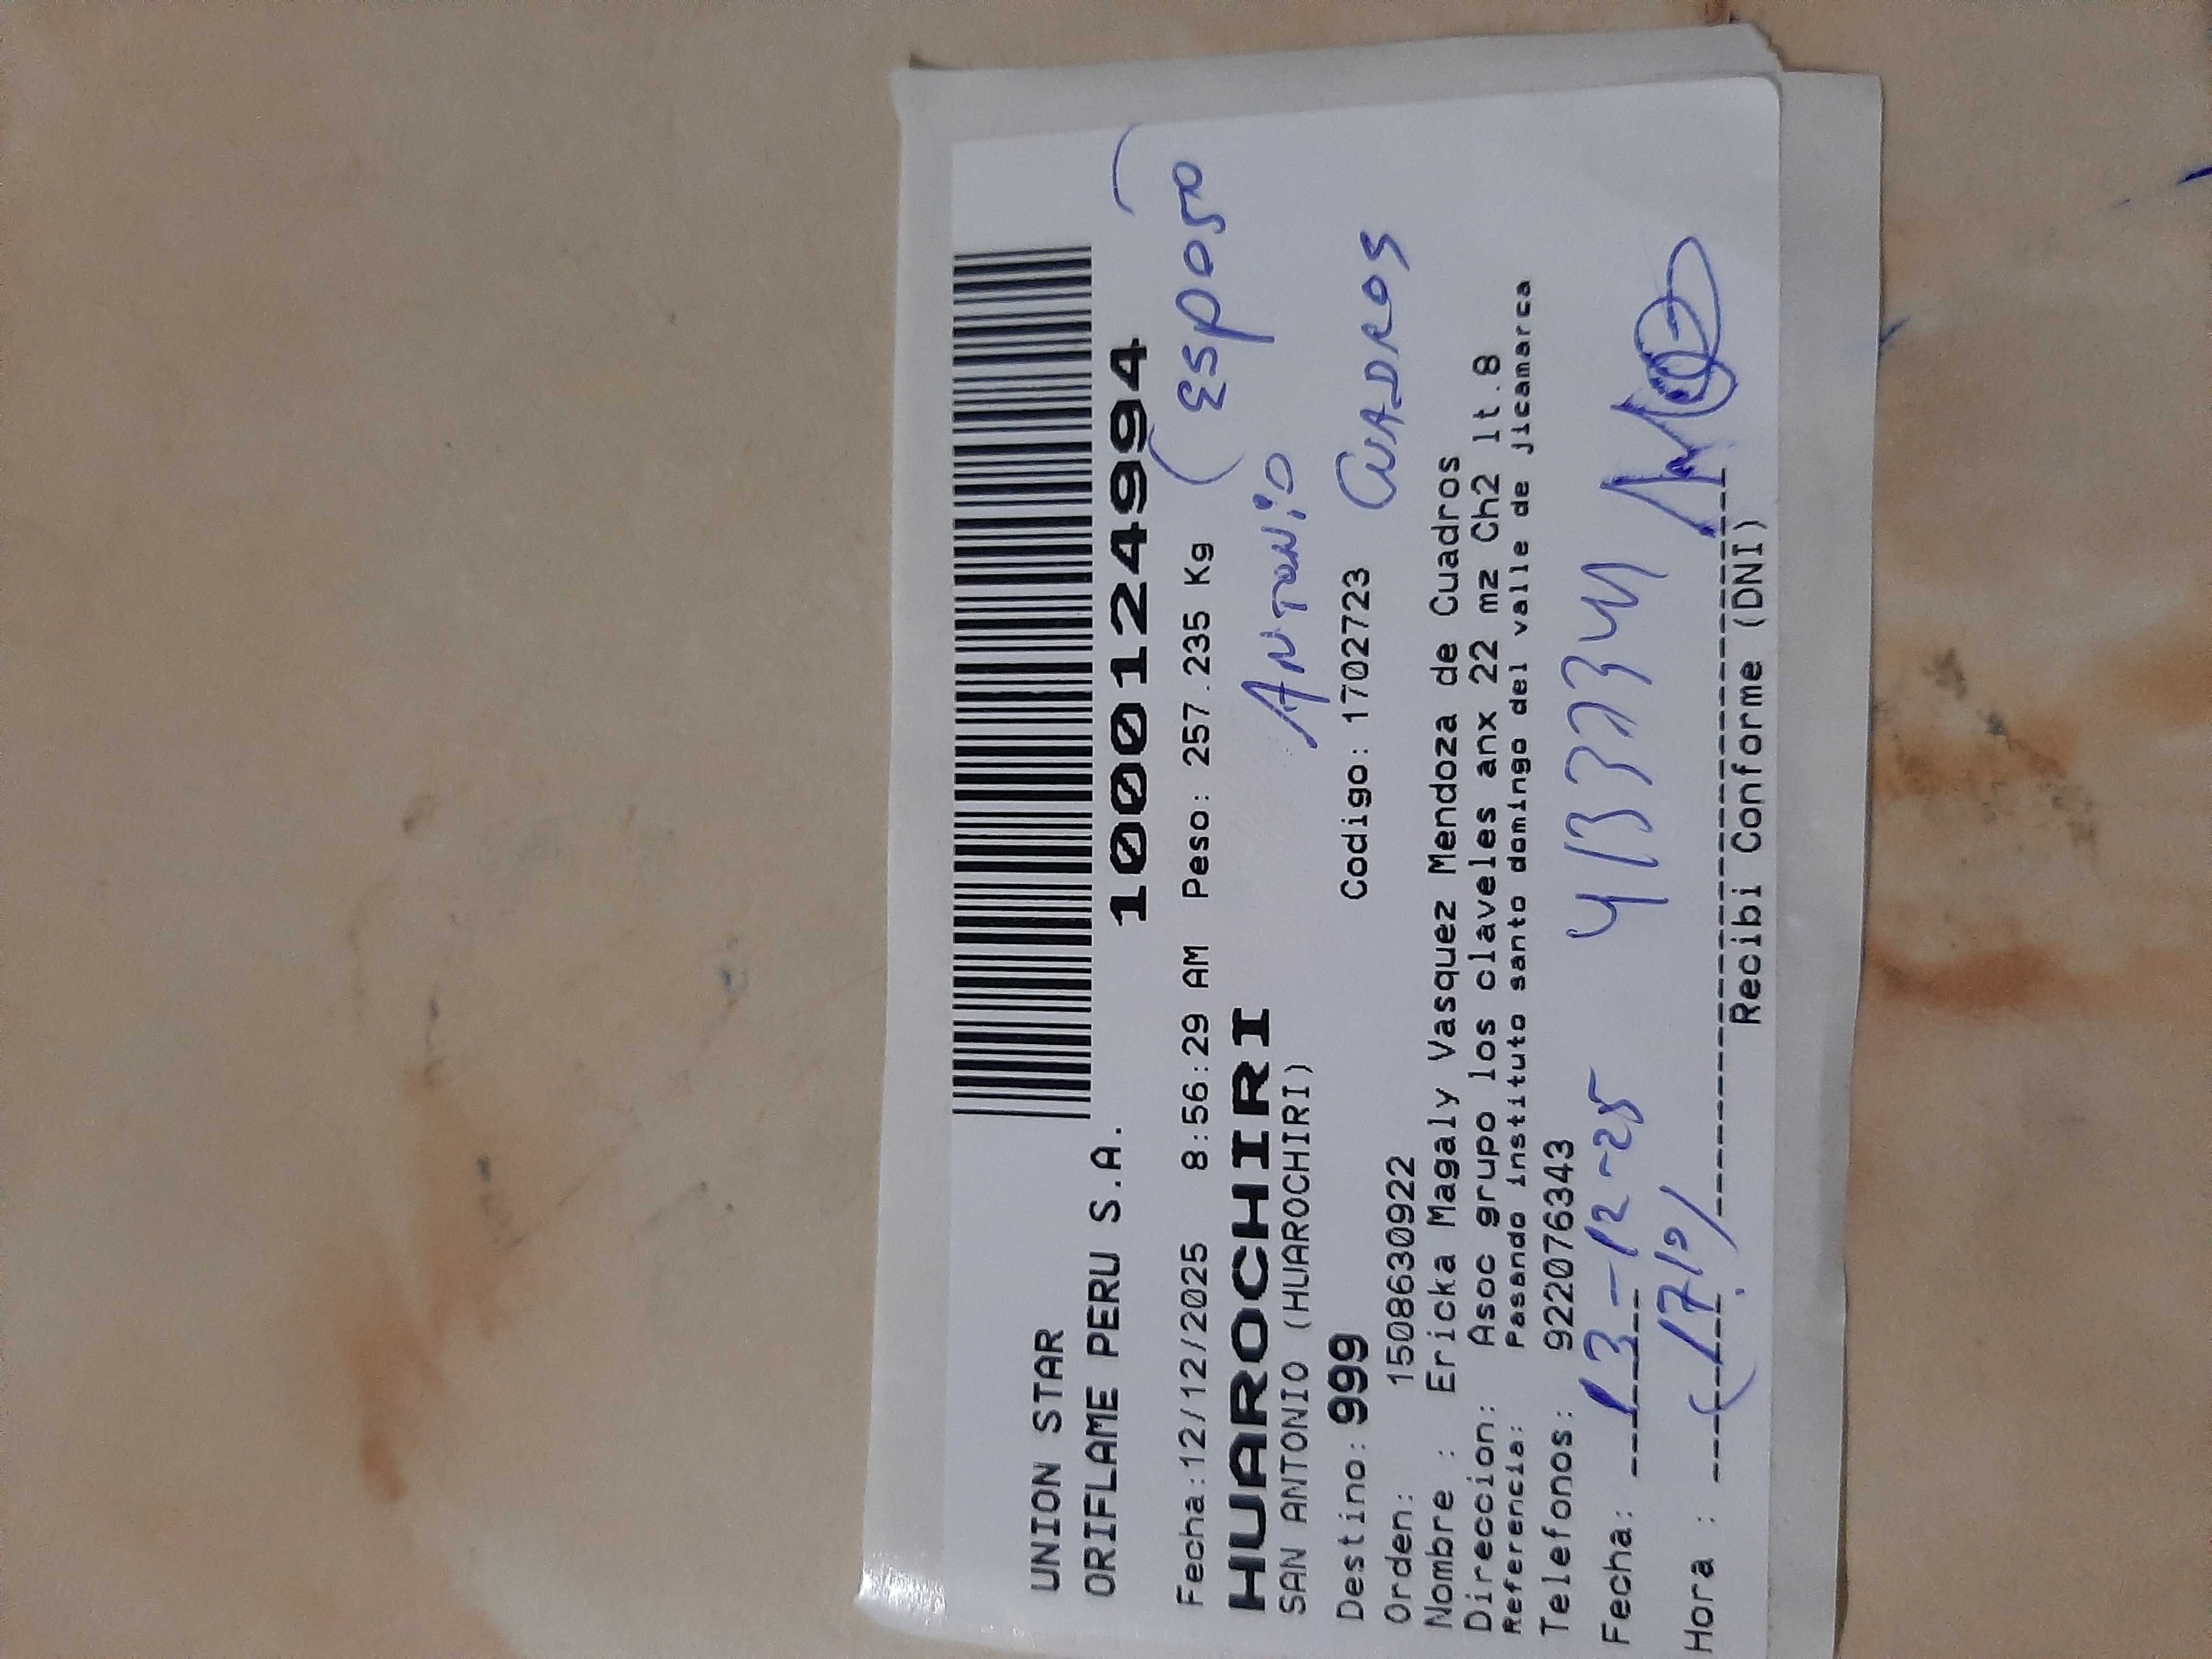 UNION STAR
ORIFLAME PERU S.A.
1000124994
Fecha:12/12/2025 8:56:29 AM Peso: 257.235 Kg
(Esposo)
HUAROCHIRI
ANTONIO
SAN ANTONIO (HUAROCHIRI)
CUADROS
Destino: 999 Codigo: 1702723
Orden: 1508630922
Nombre : Ericka Magaly Vasquez Mendoza de Cuadros
Direccion: Asoc grupo los claveles anx 22 mz Ch2 lt.8
Referencia: Pasando instituto santo domingo del valle de jicamarca
Telefonos: 922076343
Fecha: 13-12-25
Hora :
Recibi Conforme (DNI)